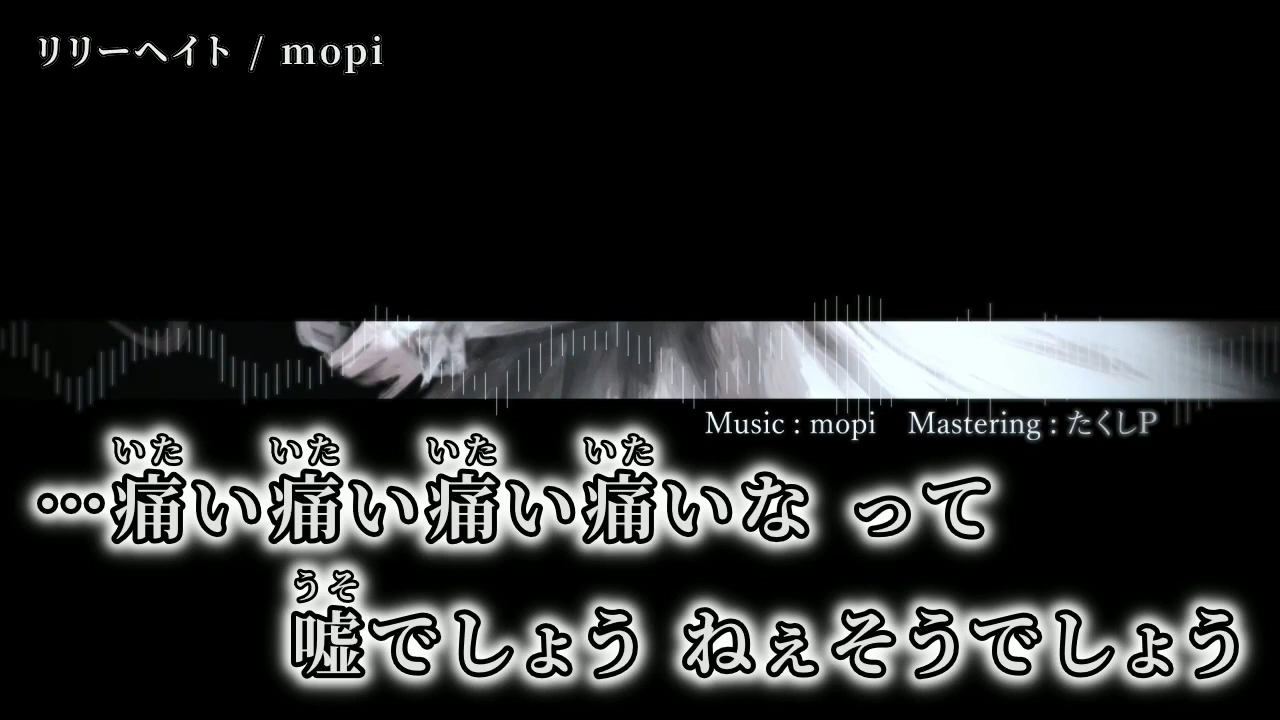 リリーヘイト / mopi
Music : mopi　Mastering : たくしP
いた いた いた いた
…痛い痛い痛い痛いな って
うそ
嘘でしょう ねぇそうでしょう